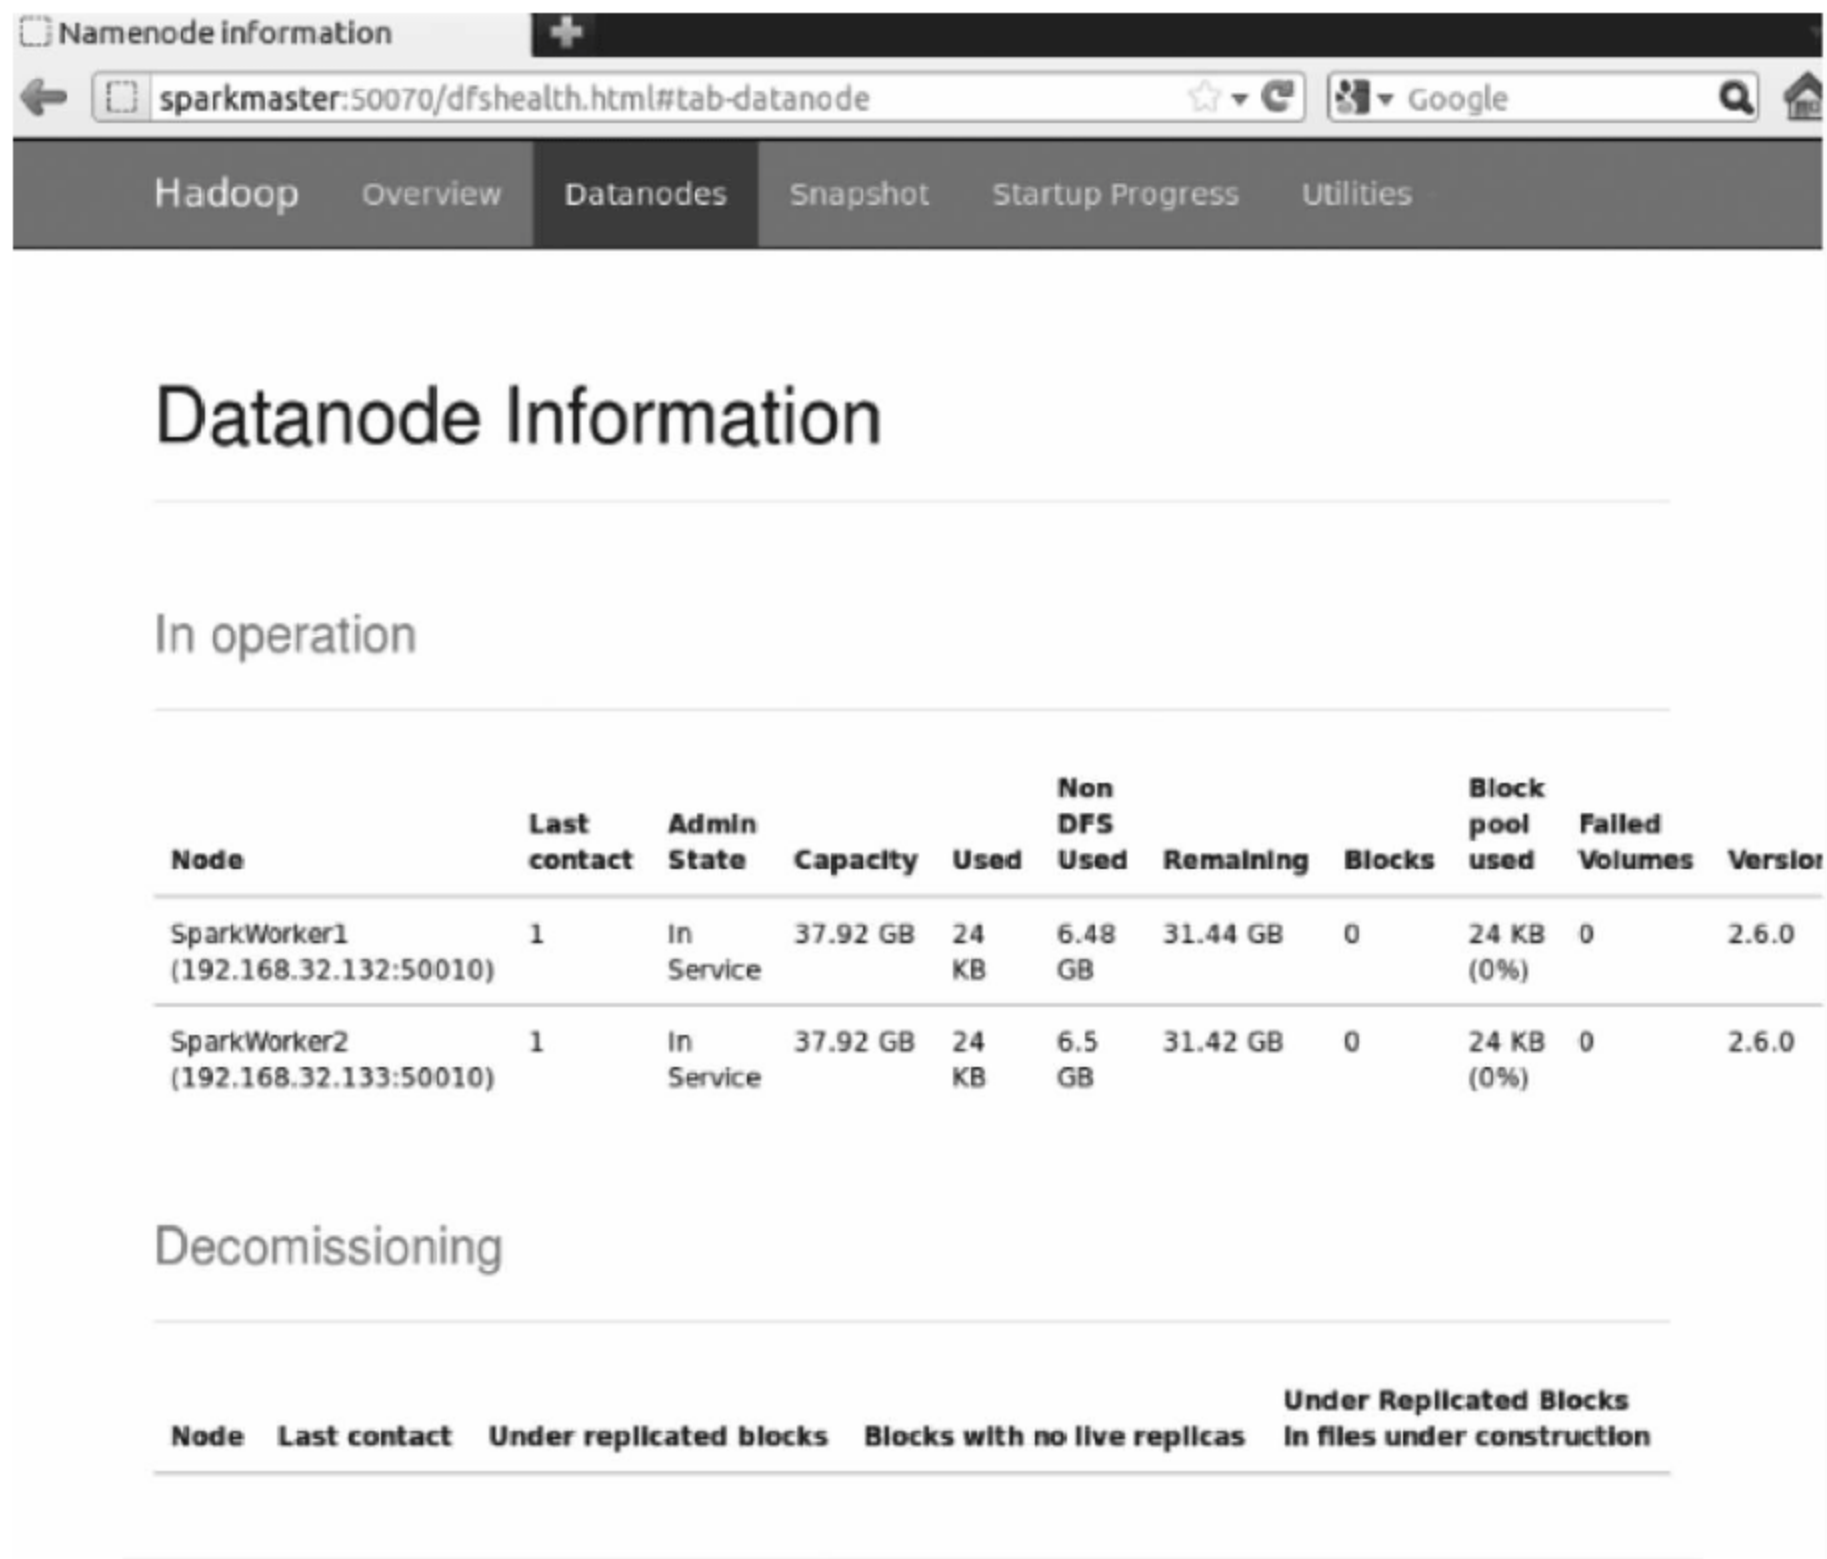 Namenode information
sparkmaster:50070/dfshealth.html#tab-datanode
Google
Hadoop Overview Datanodes Snapshot Startup Progress Utilities
Datanode Information
In operation
Node Last contact Admin State Capacity Used Non DFS Used Remaining Blocks Block pool used Failed Volumes Version
SparkWorker1 (192.168.32.132:50010) 1 In Service 37.92 GB 24 KB 6.48 GB 31.44 GB 0 24 KB (0%) 0 2.6.0
SparkWorker2 (192.168.32.133:50010) 1 In Service 37.92 GB 24 KB 6.5 GB 31.42 GB 0 24 KB (0%) 0 2.6.0
Decomissioning
Node Last contact Under replicated blocks Blocks with no live replicas Under Replicated Blocks In files under construction